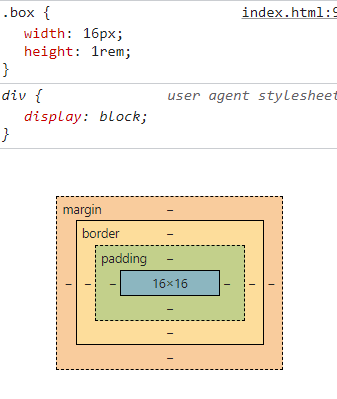 .box {
index.html:9
width: 16px;
height: 1rem;
}
div {
user agent stylesheet
display: block;
}
margin –
border –
padding –
– – – 16×16 – – –
–
–
–